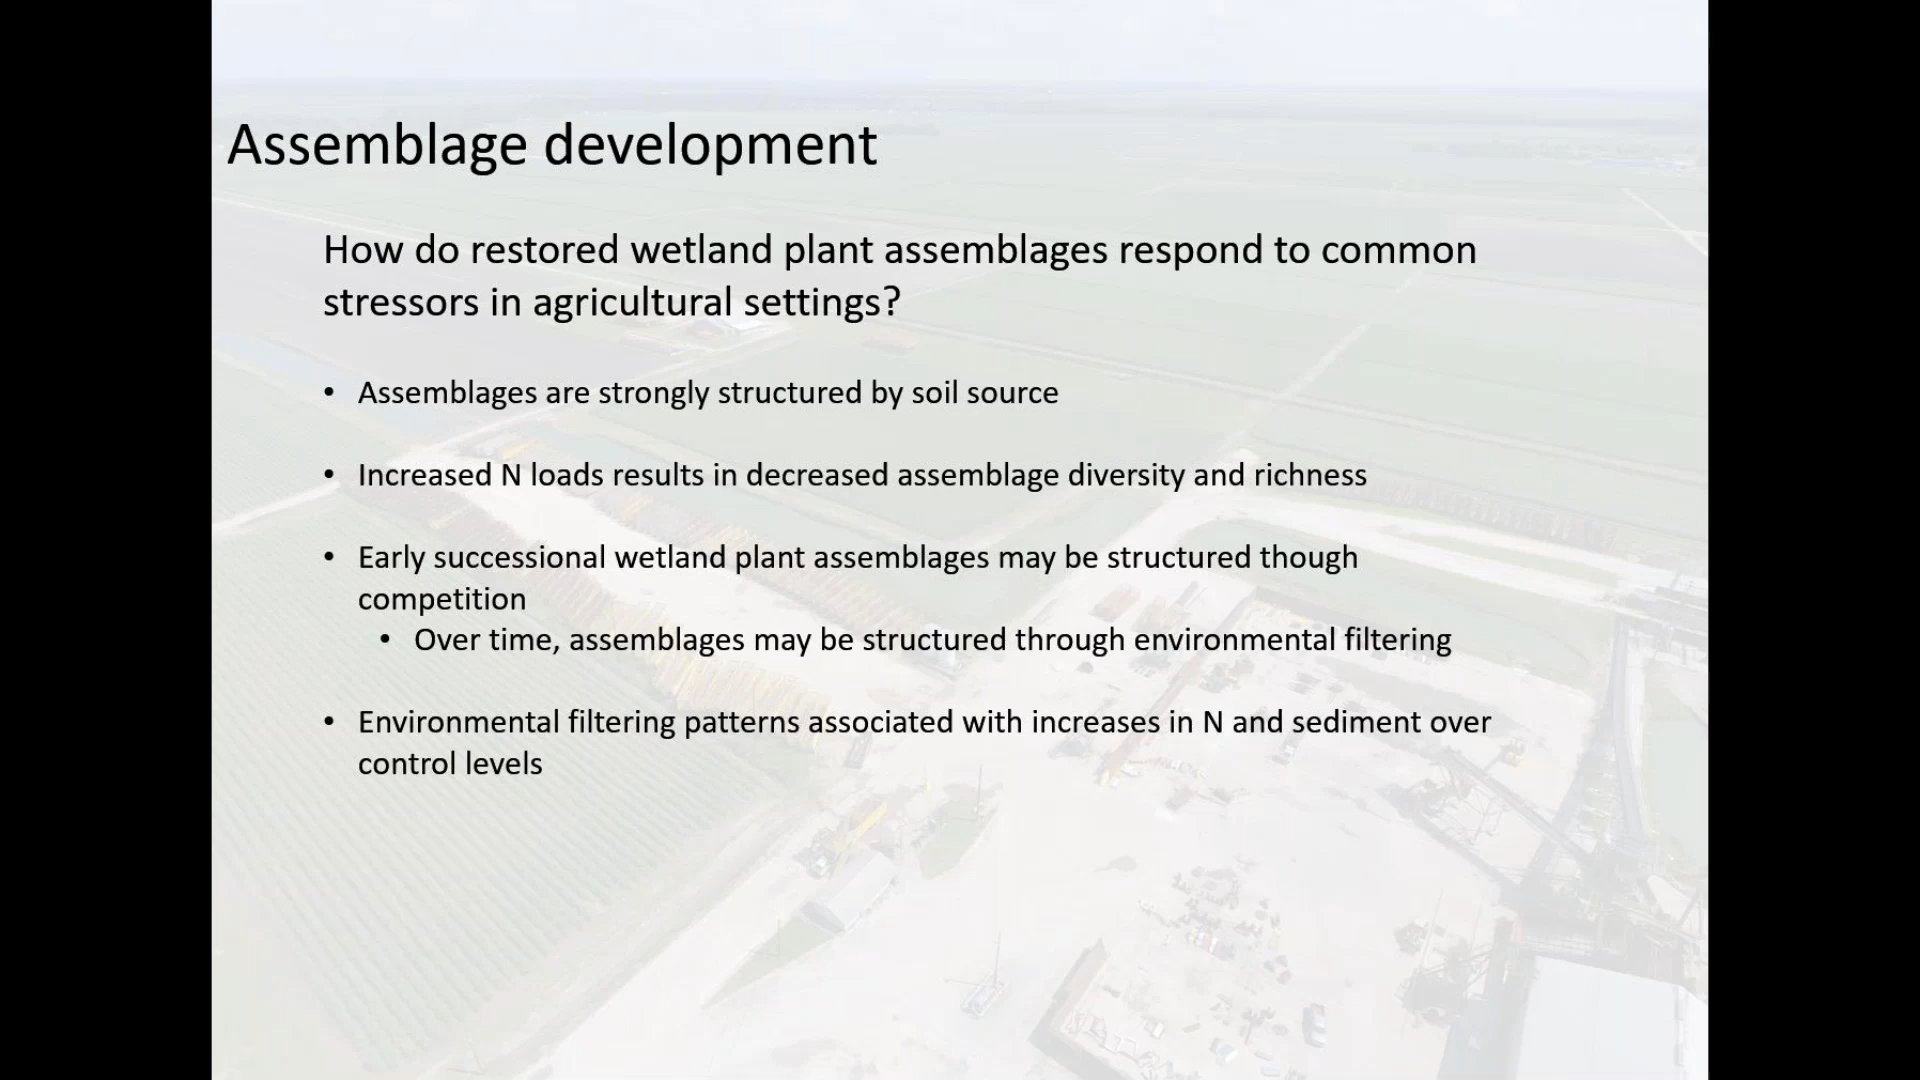 Assemblage development
How do restored wetland plant assemblages respond to common
stressors in agricultural settings?
• Assemblages are strongly structured by soil source
• Increased N loads results in decreased assemblage diversity and richness
• Early successional wetland plant assemblages may be structured though
competition
• Over time, assemblages may be structured through environmental filtering
• Environmental filtering patterns associated with increases in N and sediment over
control levels